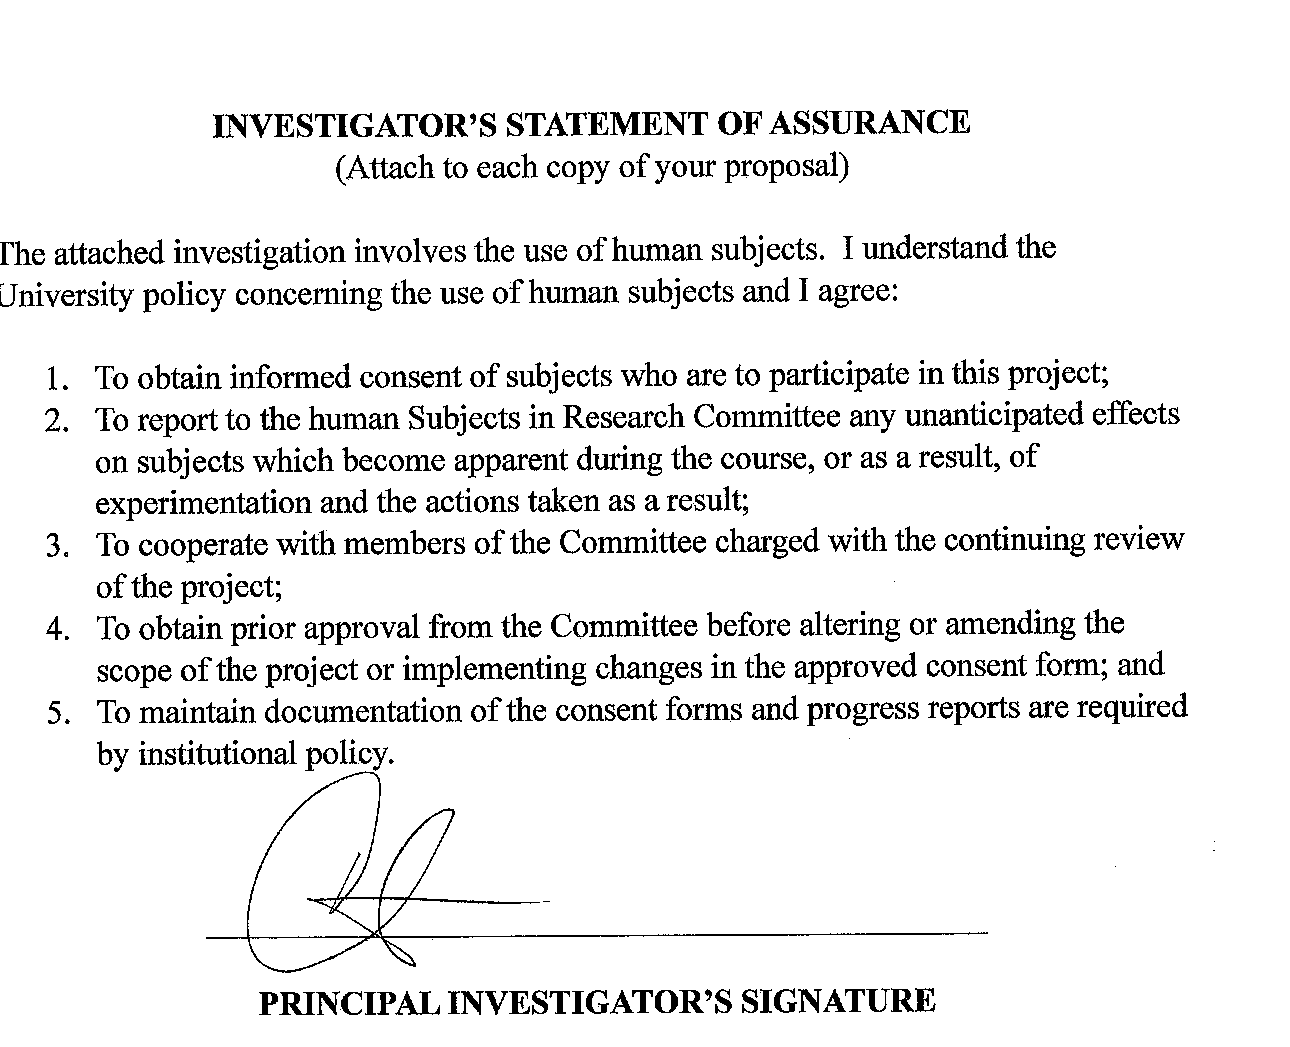 INVESTIGATOR'S STATEMENT OF ASSURANCE
(Attach to each copy of your proposal)
The attached investigation involves the use of human subjects. I understand the
University policy concerning the use of human subjects and I agree:
1. To obtain informed consent of subjects who are to participate in this project;
2. To report to the human Subjects in Research Committee any unanticipated effects
on subjects which become apparent during the course, or as a result, of
experimentation and the actions taken as a result;
3. To cooperate with members of the Committee charged with the continuing review
of the project;
4. To obtain prior approval from the Committee before altering or amending the
scope of the project or implementing changes in the approved consent form; and
5. To maintain documentation of the consent forms and progress reports are required
by institutional policy.
PRINCIPAL INVESTIGATOR'S SIGNATURE